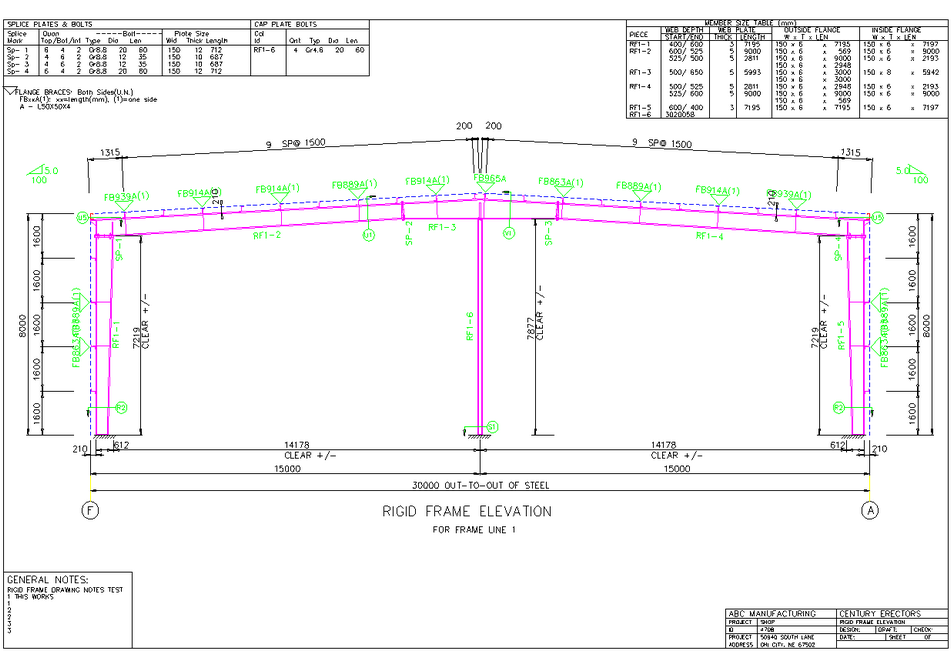 SPLICE PLATES & BOLTS
Splice Quan ------Bolt------ Plate Size
Mark Top/Bot/Int Type Dia Len Wid Thick Length
Sp- 1 6 4 2 Gr8.8 20 60 150 12 712
Sp- 2 4 6 2 Gr8.8 12 35 150 10 687
Sp- 3 4 6 2 Gr8.8 12 35 150 10 687
Sp- 4 6 4 2 Gr8.8 20 60 150 12 712
CAP PLATE BOLTS
Col
Id Qnt Typ Dia Len
RF1-6 4 Gr4.6 20 60
MEMBER SIZE TABLE (mm)
WEB DEPTH WEB PLATE OUTSIDE FLANGE INSIDE FLANGE
PIECE START/END THICK LENGTH W x T x LEN W x T x LEN
RF1-1 400/ 600 3 7195 150 x 6 x 7195 150 x 6 x 7197
RF1-2 600/ 525 5 9000 150 x 6 x 569 150 x 6 x 9000
525/ 500 5 2811 150 x 6 x 9000 150 x 6 x 2193
150 x 6 x 2948
RF1-3 500/ 650 5 5993 150 x 6 x 3000 150 x 8 x 5942
150 x 6 x 3000
RF1-4 500/ 525 5 2811 150 x 6 x 2948 150 x 6 x 2193
525/ 600 5 9000 150 x 6 x 9000 150 x 6 x 9000
150 x 6 x 569
RF1-5 600/ 400 3 7195 150 x 6 x 7195 150 x 6 x 7197
RF1-6 302005B
FLANGE BRACES: Both Sides(U.N.)
FBxxA(1): xx=length(mm), (1)=one side
A - L50X50X4
200 200
9 SP@ 1500
9 SP@ 1500
1315
1315
5.0
100
5.0
100
FB939A(1)
FB914A(1)
FB914A(1)
FB889A(1)
FB914A(1)
FB965A
FB863A(1)
FB889A(1)
FB914A(1)
FB939A(1)
210
210
SP-1
RF1-2
SP-2
RF1-3
SP-3
RF1-4
SP-4
8000
1600
1600
1600
1600
1600
FB889A(1)
RF1-1
7219
CLEAR +/-
RF1-6
7877
CLEAR +/-
7219
CLEAR +/-
RF1-5
FB889A(1)
1600
1600
1600
1600
1600
8000
210 612 14178 14178 612 210
CLEAR +/- CLEAR +/-
15000 15000
30000 OUT-TO-OUT OF STEEL
F A
RIGID FRAME ELEVATION
FOR FRAME LINE 1
GENERAL NOTES:
RIGID FRAME DRAWING NOTES TEST
1 THIS WORKS
1
2
2
3
3
ABC MANUFACTURING CENTURY ERECTORS
PROJECT SHOP RIGID FRAME ELEVATION
ID 470B DESIGN: DRAFT: CHECK:
PROJECT 50940 SOUTH LANE DATE: SHEET OF
ADDRESS OHI CITY, NE 67502